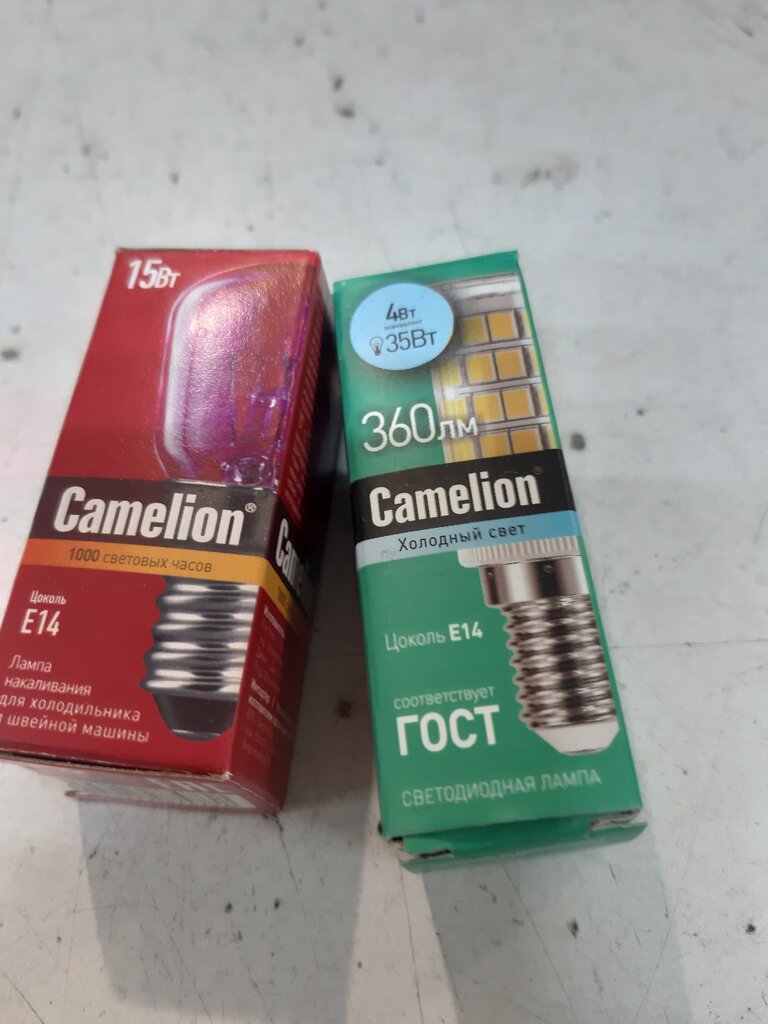 15Вт
Camelion®
1000 световых часов
Цоколь
E14
Лампа
накаливания
для холодильника
и швейной машины
4Вт
эквивалент
35Вт
360лм
Camelion®
Холодный свет
Цоколь E14
соответствует
ГОСТ
СВЕТОДИОДНАЯ ЛАМПА